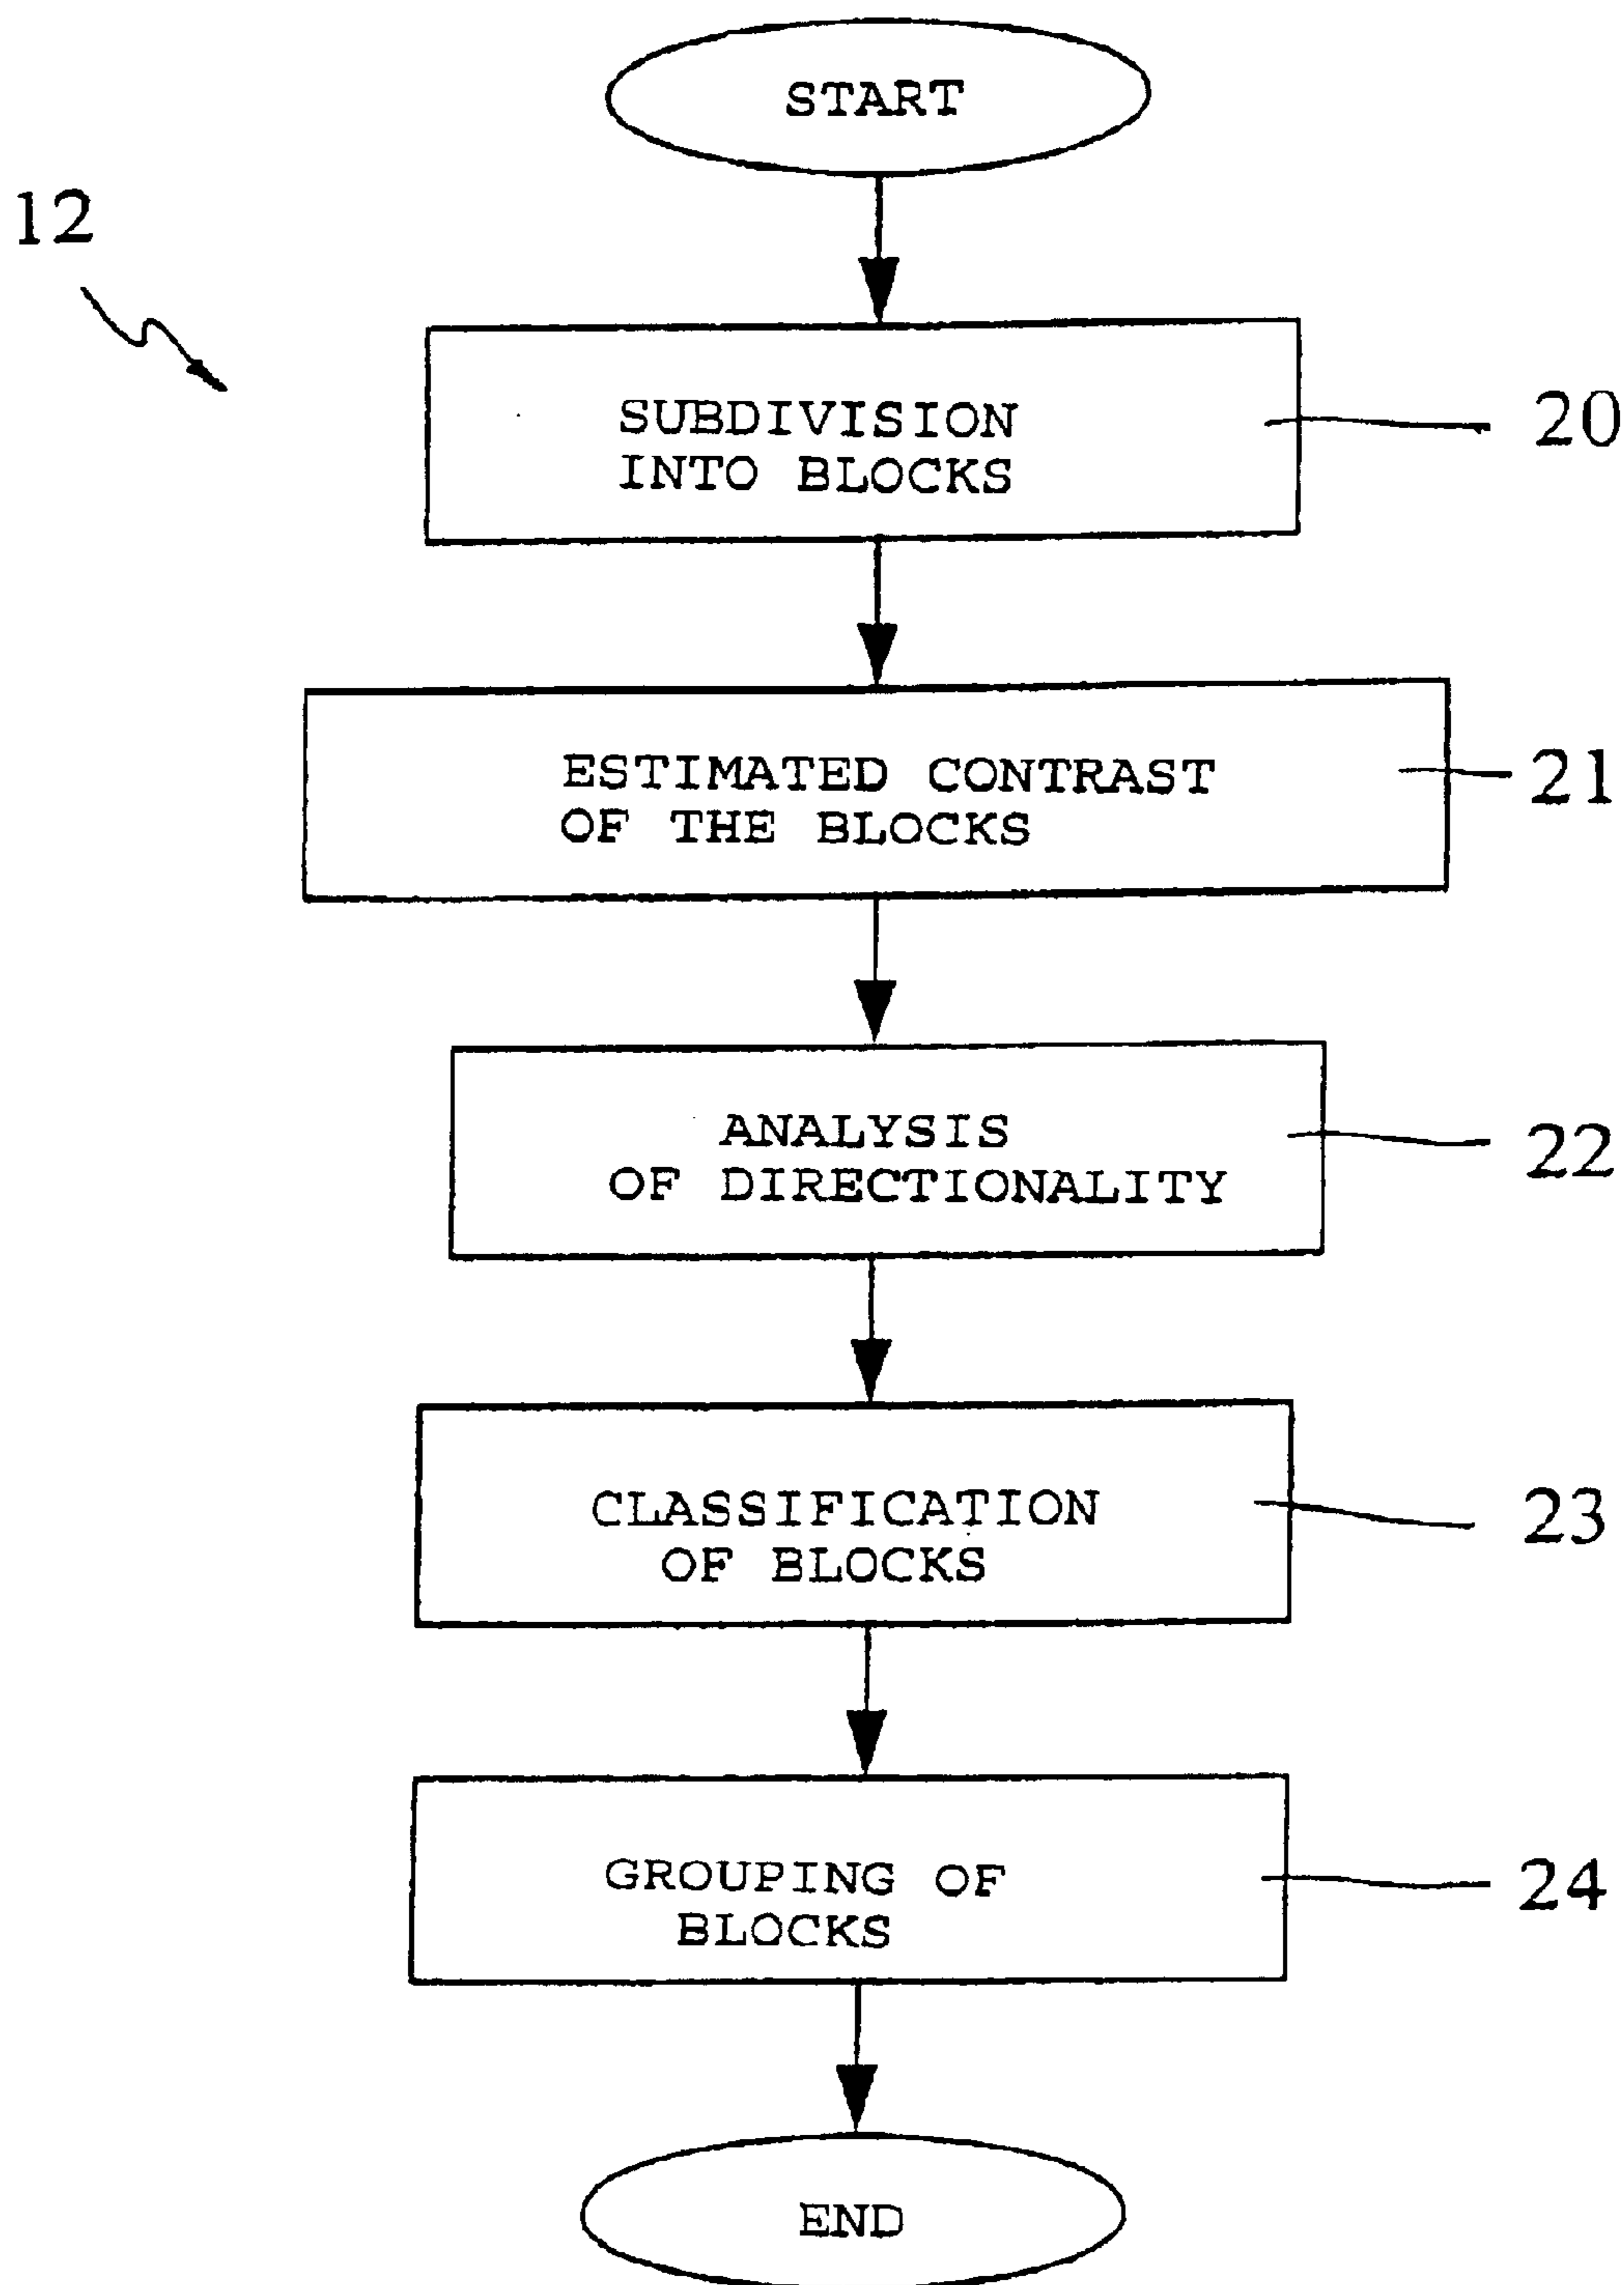 START
12
SUBDIVISION
INTO BLOCKS
20
ESTIMATED CONTRAST
OF THE BLOCKS
21
ANALYSIS
OF DIRECTIONALITY
22
CLASSIFICATION
OF BLOCKS
23
GROUPING OF
BLOCKS
24
END